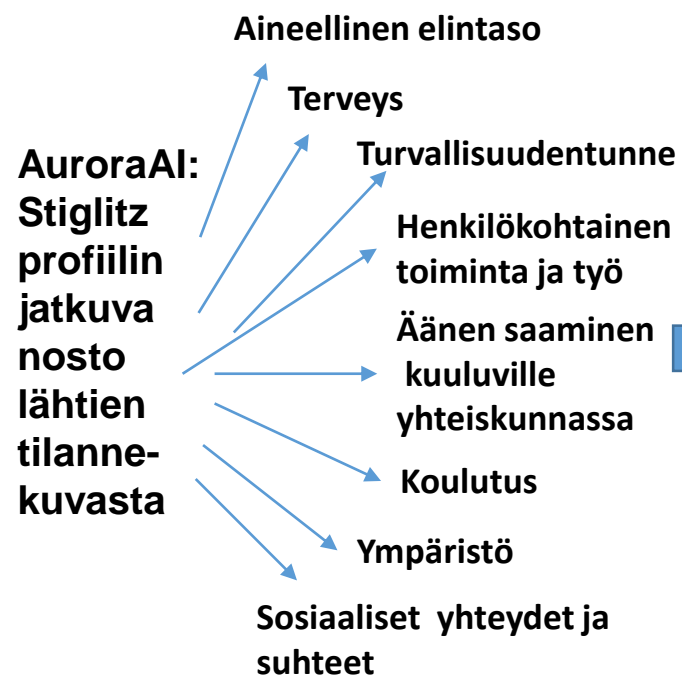 Aineellinen elintaso
Terveys
Turvallisuudentunne
AuroraAI:
Stiglitz
profiilin
jatkuva
nosto
lähtien
tilanne-
kuvasta
Henkilökohtainen
toiminta ja työ
Äänen saaminen
kuuluville
yhteiskunnassa
Koulutus
Ympäristö
Sosiaaliset yhteydet ja
suhteet